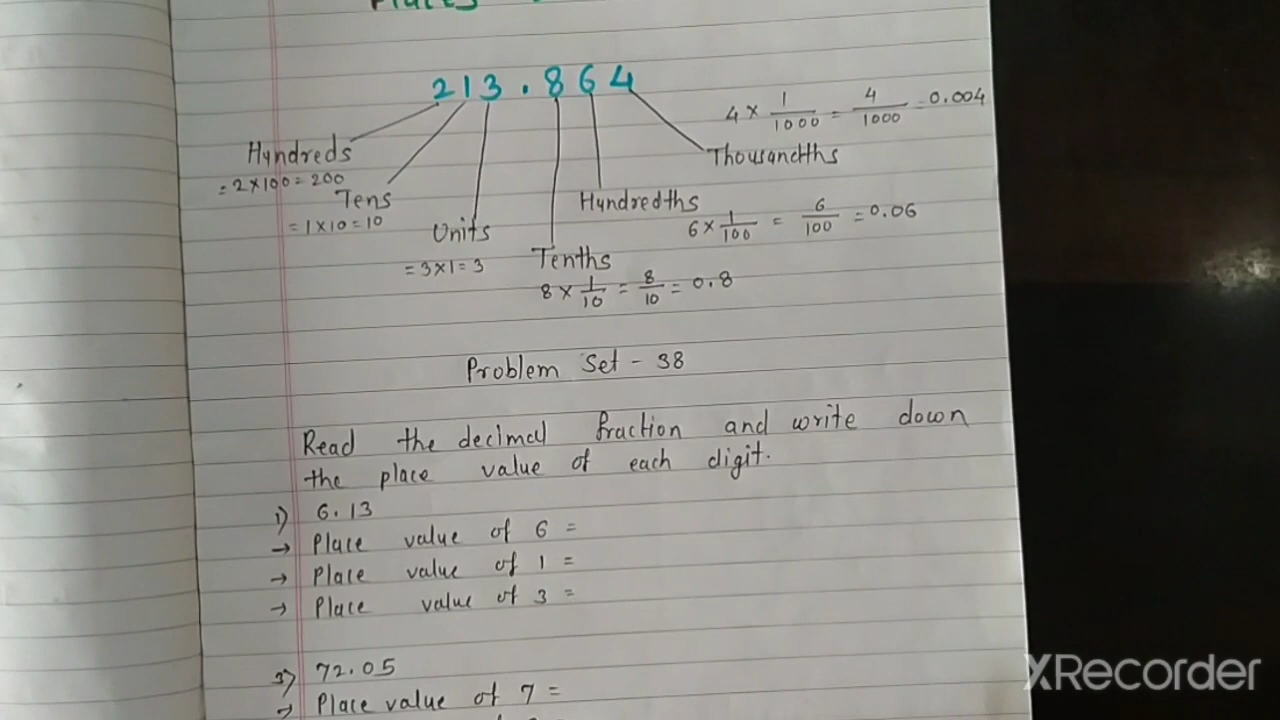 Places
213.864
4 × 1/1000 = 4/1000 = 0.004
Hundreds
= 2×100 = 200
Thousandths
Tens
= 1×10 = 10
Hundredths
6 × 1/100 = 6/100 = 0.06
Units
= 3×1 = 3
Tenths
8 × 1/10 = 8/10 = 0.8
Problem Set - 38
Read the decimal fraction and write down
the place value of each digit.
1) 6.13
→ Place value of 6 =
→ Place value of 1 =
→ Place value of 3 =
3) 72.05
→ Place value of 7 =
XRecorder